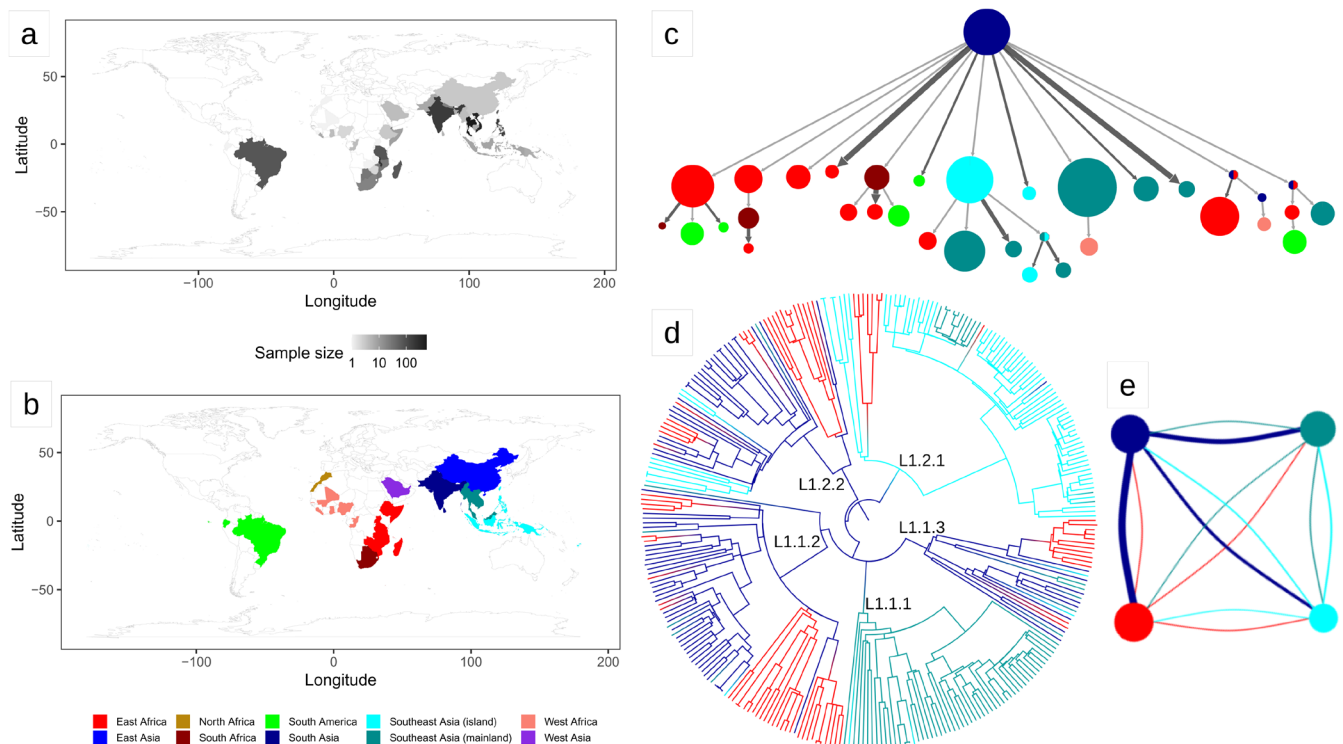 a
50
0
−50
Latitude
−100
0
100
200
Longitude
Sample size
1 10 100
b
50
0
−50
Latitude
−100
0
100
200
Longitude
East Africa North Africa South America Southeast Asia (island) West Africa
East Asia South Africa South Asia Southeast Asia (mainland) West Asia
c
d
L1.2.1
L1.2.2
L1.1.3
L1.1.2
L1.1.1
e